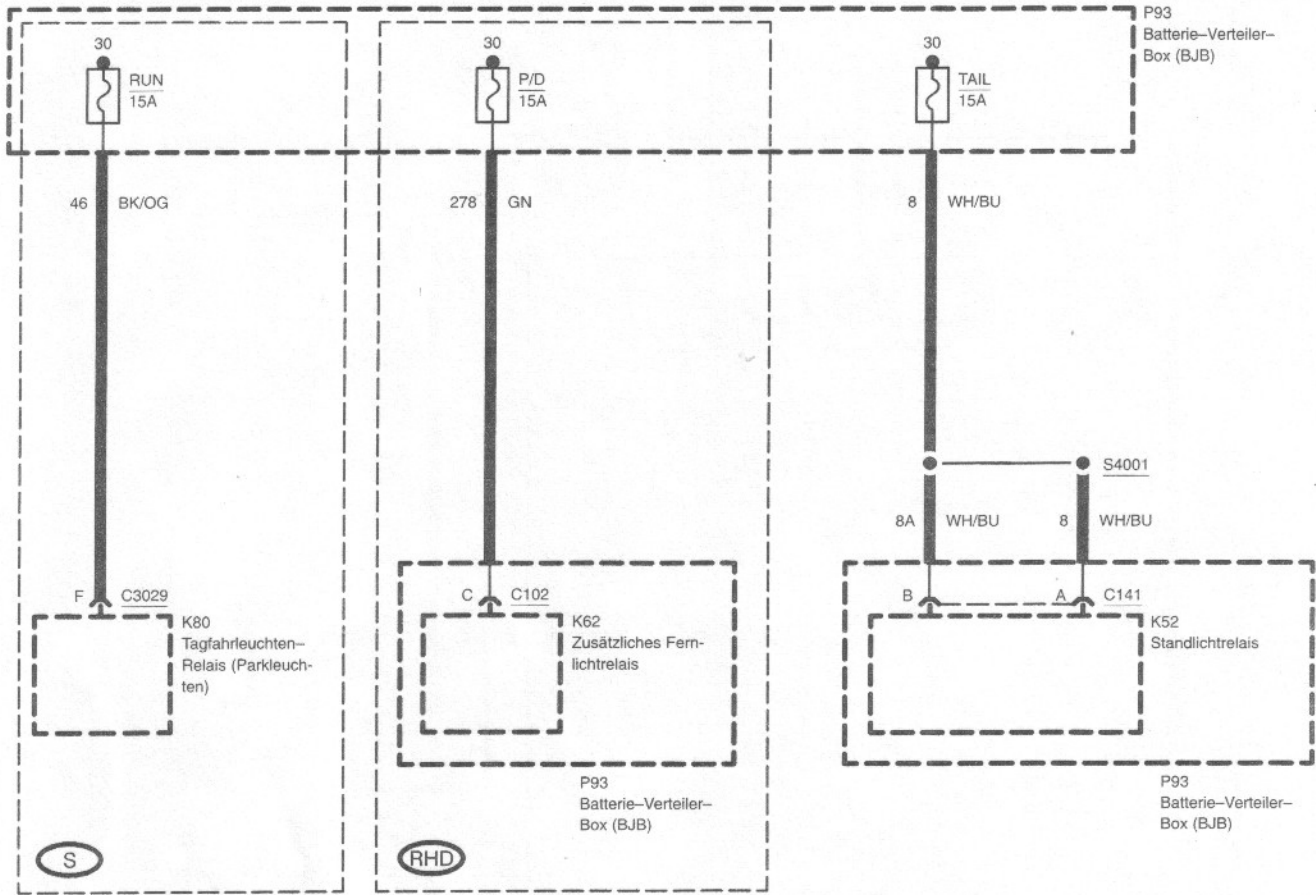 P93
Batterie–Verteiler–
Box (BJB)
30
RUN
15A
30
P/D
15A
30
TAIL
15A
46 BK/OG
278 GN
8 WH/BU
S4001
8A WH/BU
8 WH/BU
F C3029
K80
Tagfahrleuchten–
Relais (Parkleuch-
ten)
C C102
K62
Zusätzliches Fern-
lichtrelais
B A C141
K52
Standlichtrelais
P93
Batterie–Verteiler–
Box (BJB)
P93
Batterie–Verteiler–
Box (BJB)
S
RHD